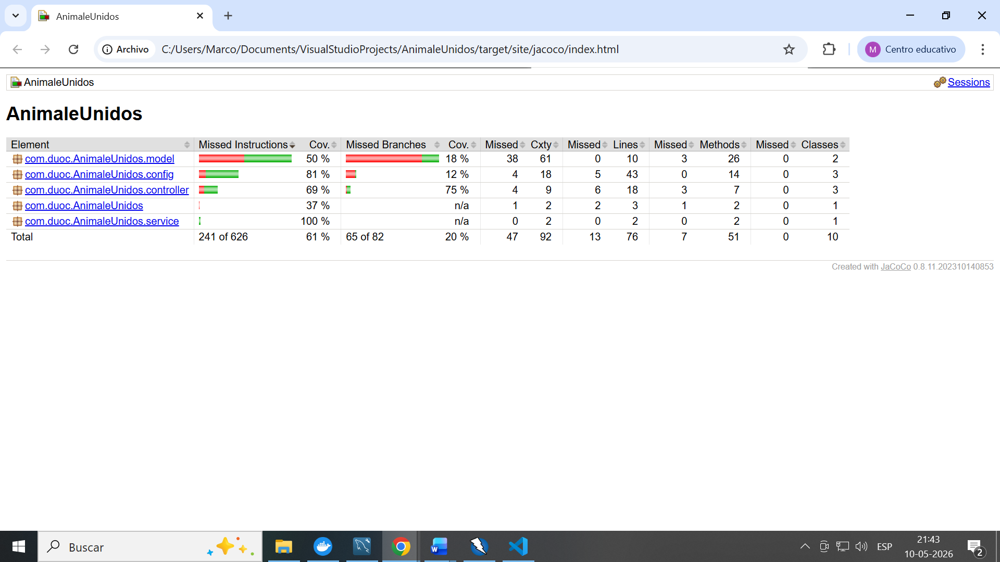 AnimaleUnidos
Archivo C:/Users/Marco/Documents/VisualStudioProjects/AnimaleUnidos/target/site/jacoco/index.html M Centro educativo
AnimaleUnidos Sessions
AnimaleUnidos
Element Missed Instructions Cov. Missed Branches Cov. Missed Cxty Missed Lines Missed Methods Missed Classes
com.duoc.AnimaleUnidos.model 50 % 18 % 38 61 0 10 3 26 0 2
com.duoc.AnimaleUnidos.config 81 % 12 % 4 18 5 43 0 14 0 3
com.duoc.AnimaleUnidos.controller 69 % 75 % 4 9 6 18 3 7 0 3
com.duoc.AnimaleUnidos 37 % n/a 1 2 2 3 1 2 0 1
com.duoc.AnimaleUnidos.service 100 % n/a 0 2 0 2 0 2 0 1
Total 241 of 626 61 % 65 of 82 20 % 47 92 13 76 7 51 0 10
Created with JaCoCo 0.8.11.202310140853
Buscar W ESP 21:43
10-05-2026 2